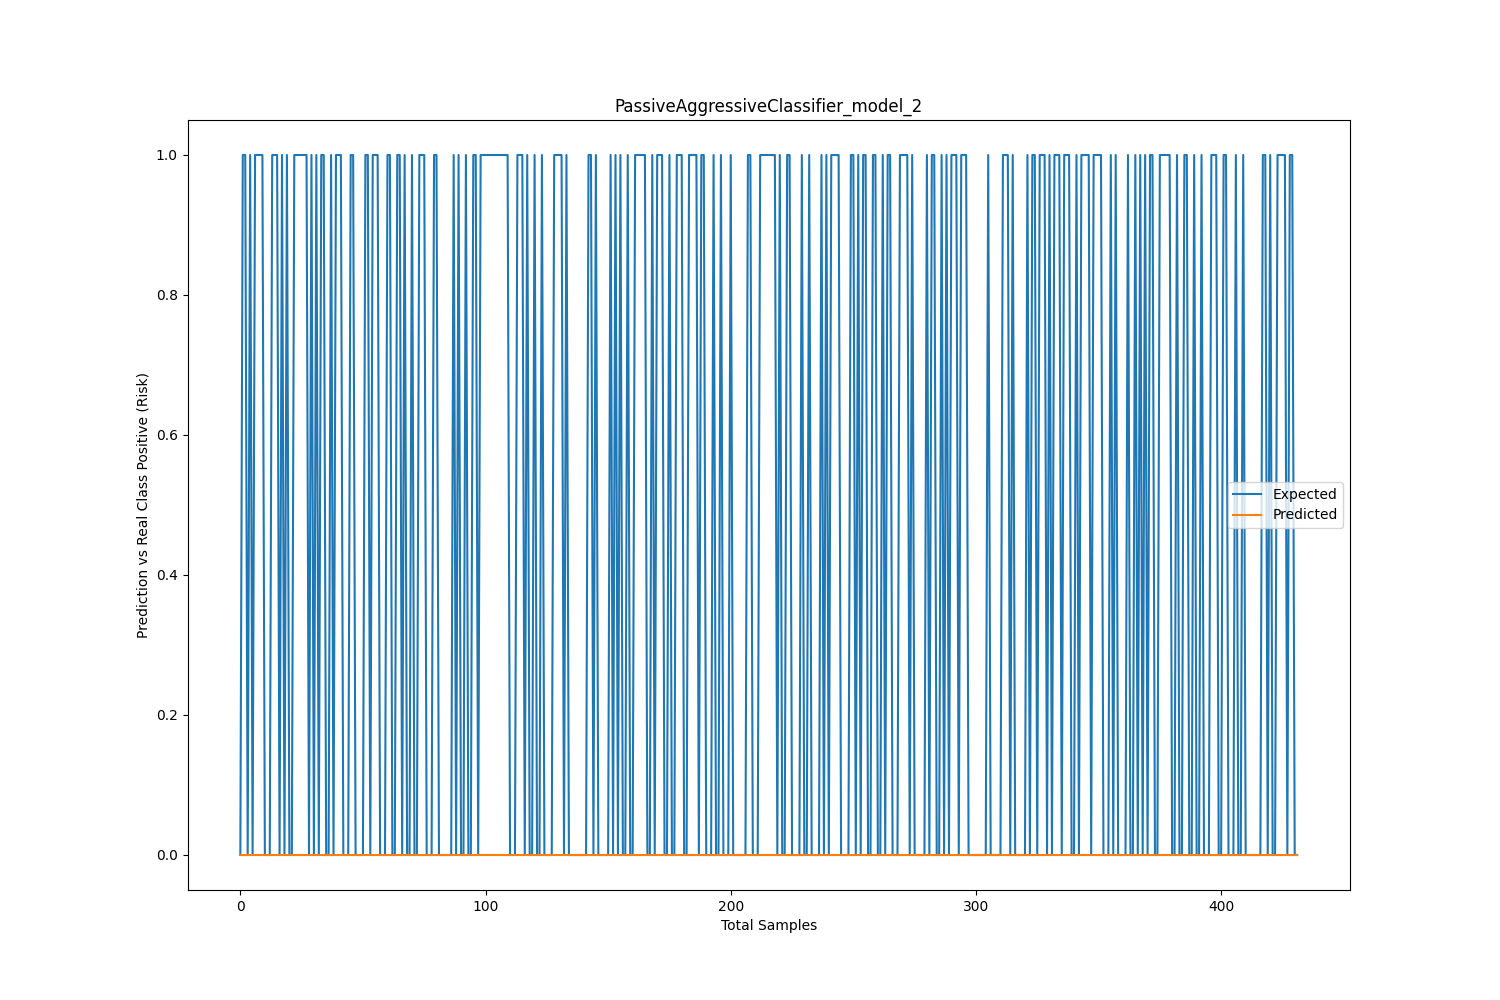 PassiveAggressiveClassifier_model_2
Prediction vs Real Class Positive (Risk)
1.0
0.8
0.6
0.4
0.2
0.0
Expected
Predicted
0 100 200 300 400
Total Samples